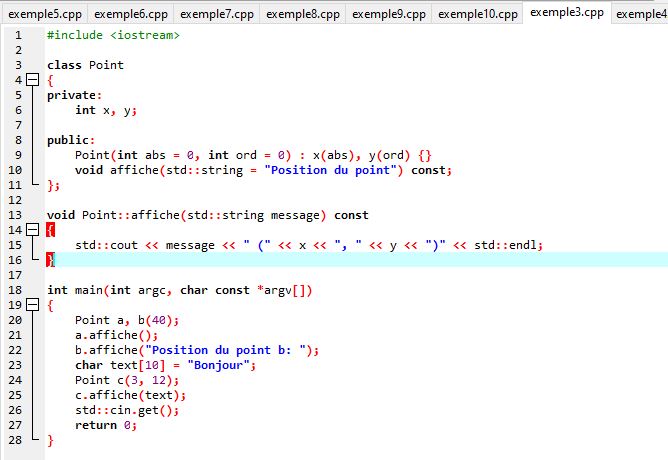 exemple5.cpp exemple6.cpp exemple7.cpp exemple8.cpp exemple9.cpp exemple10.cpp exemple3.cpp exemple4
1 #include <iostream>
2
3 class Point
4 {
5 private:
6     int x, y;
7
8 public:
9     Point(int abs = 0, int ord = 0) : x(abs), y(ord) {}
10     void affiche(std::string = "Position du point") const;
11 };
12
13 void Point::affiche(std::string message) const
14 {
15     std::cout << message << " (" << x << ", " << y << ")" << std::endl;
16 }
17
18 int main(int argc, char const *argv[])
19 {
20     Point a, b(40);
21     a.affiche();
22     b.affiche("Position du point b: ");
23     char text[10] = "Bonjour";
24     Point c(3, 12);
25     c.affiche(text);
26     std::cin.get();
27     return 0;
28 }